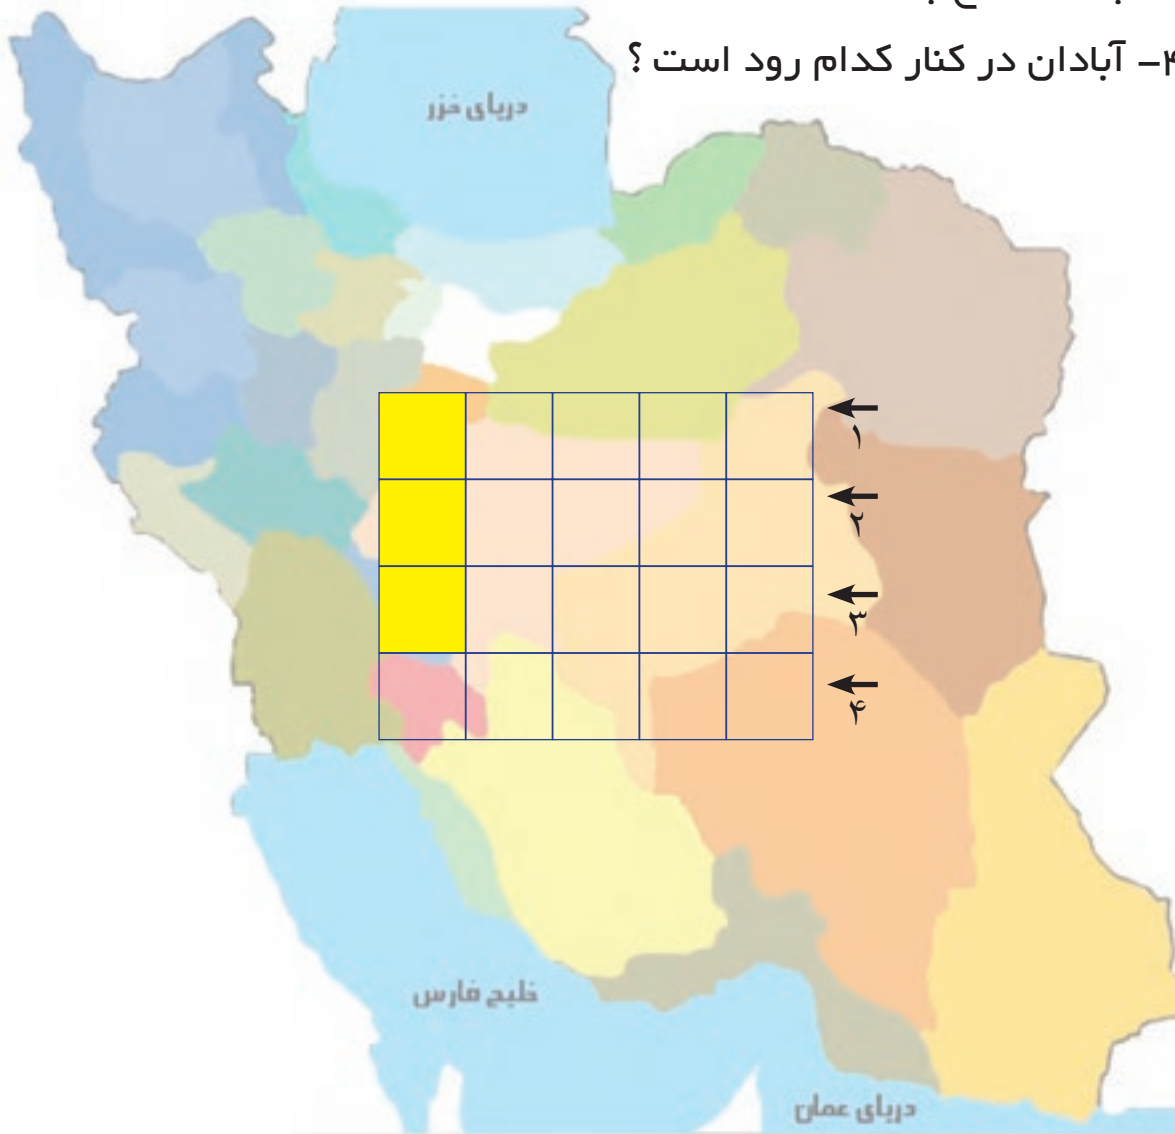 ۴- آبادان در کنار کدام رود است ؟
دریای خزر
۱
۲
۳
۴
خلیج فارس
دریای عمان